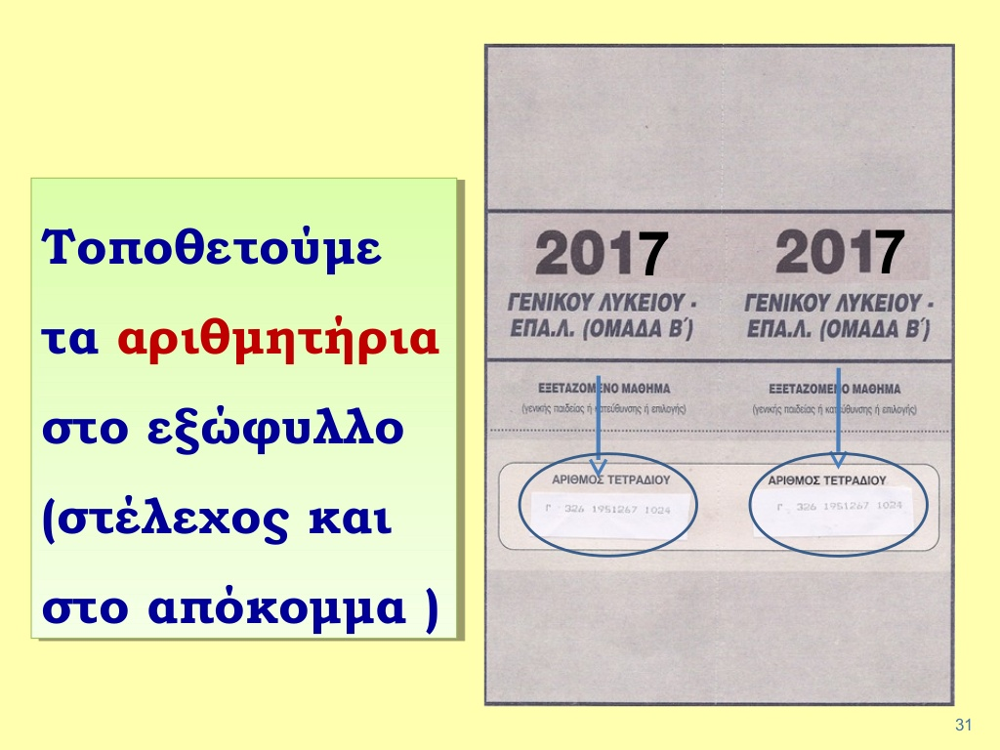 Τοποθετούμε
τα αριθμητήρια
στο εξώφυλλο
(στέλεχος και
στο απόκομμα )
2017
ΓΕΝΙΚΟΥ ΛΥΚΕΙΟΥ -
ΕΠΑ.Λ. (ΟΜΑΔΑ Β΄)
ΕΞΕΤΑΖΟΜΕΝΟ ΜΑΘΗΜΑ
(γενικής παιδείας ή κατεύθυνσης ή επιλογής)
ΑΡΙΘΜΟΣ ΤΕΤΡΑΔΙΟΥ
Γ 326 1951267 1024
2017
ΓΕΝΙΚΟΥ ΛΥΚΕΙΟΥ -
ΕΠΑ.Λ. (ΟΜΑΔΑ Β΄)
ΕΞΕΤΑΖΟΜΕΝΟ ΜΑΘΗΜΑ
(γενικής παιδείας ή κατεύθυνσης ή επιλογής)
ΑΡΙΘΜΟΣ ΤΕΤΡΑΔΙΟΥ
Γ 326 1951267 1024
31